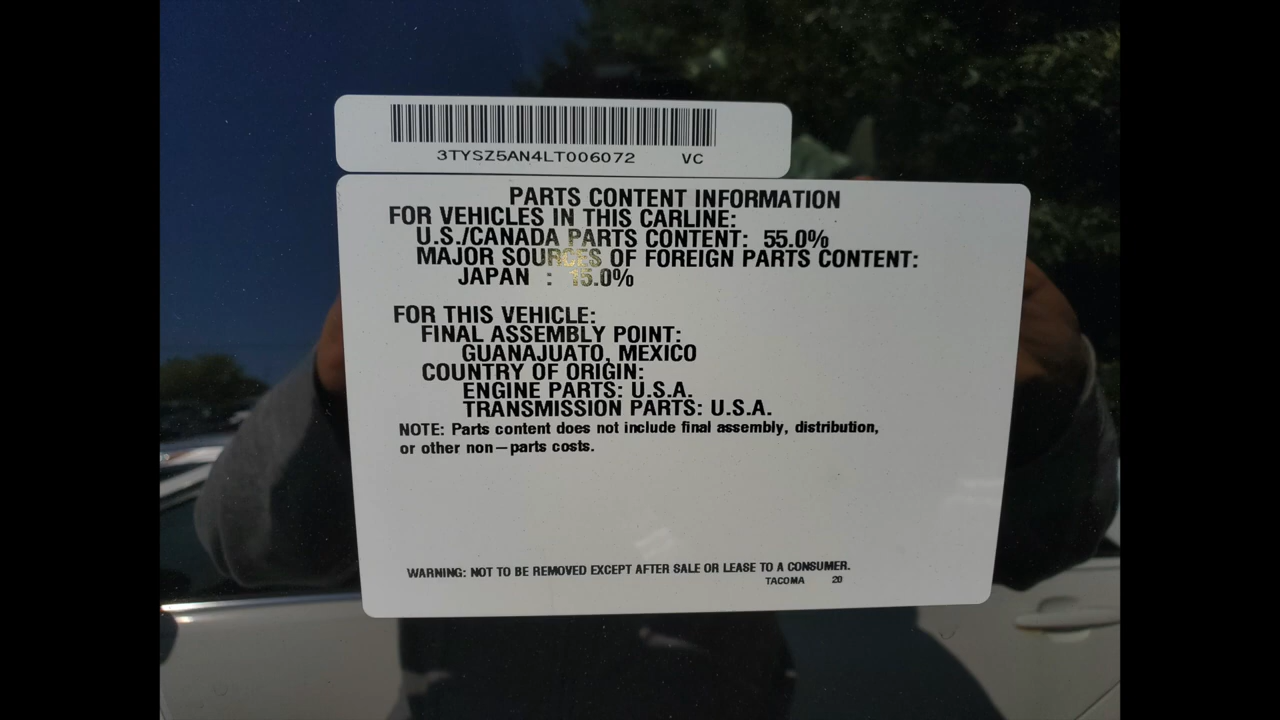 3TYSZ5AN4LT006072 VC
PARTS CONTENT INFORMATION
FOR VEHICLES IN THIS CARLINE:
U.S./CANADA PARTS CONTENT: 55.0%
MAJOR SOURCES OF FOREIGN PARTS CONTENT:
JAPAN : 15.0%
FOR THIS VEHICLE:
FINAL ASSEMBLY POINT:
GUANAJUATO, MEXICO
COUNTRY OF ORIGIN:
ENGINE PARTS: U.S.A.
TRANSMISSION PARTS: U.S.A.
NOTE: Parts content does not include final assembly, distribution,
or other non—parts costs.
WARNING: NOT TO BE REMOVED EXCEPT AFTER SALE OR LEASE TO A CONSUMER.
TACOMA 20